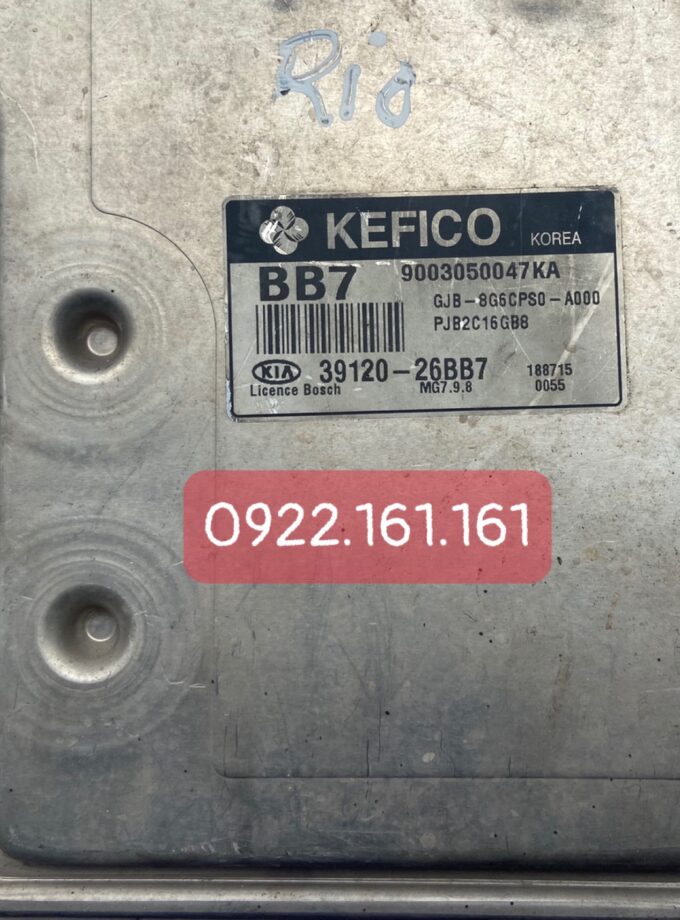 Rio
KEFICO KOREA
BB7 9003050047KA
GJB-8G6CPS0-A000
PJB2C16GB8
KIA 39120-26BB7 188715
Licence Bosch MG7.9.8 0055
0922.161.161